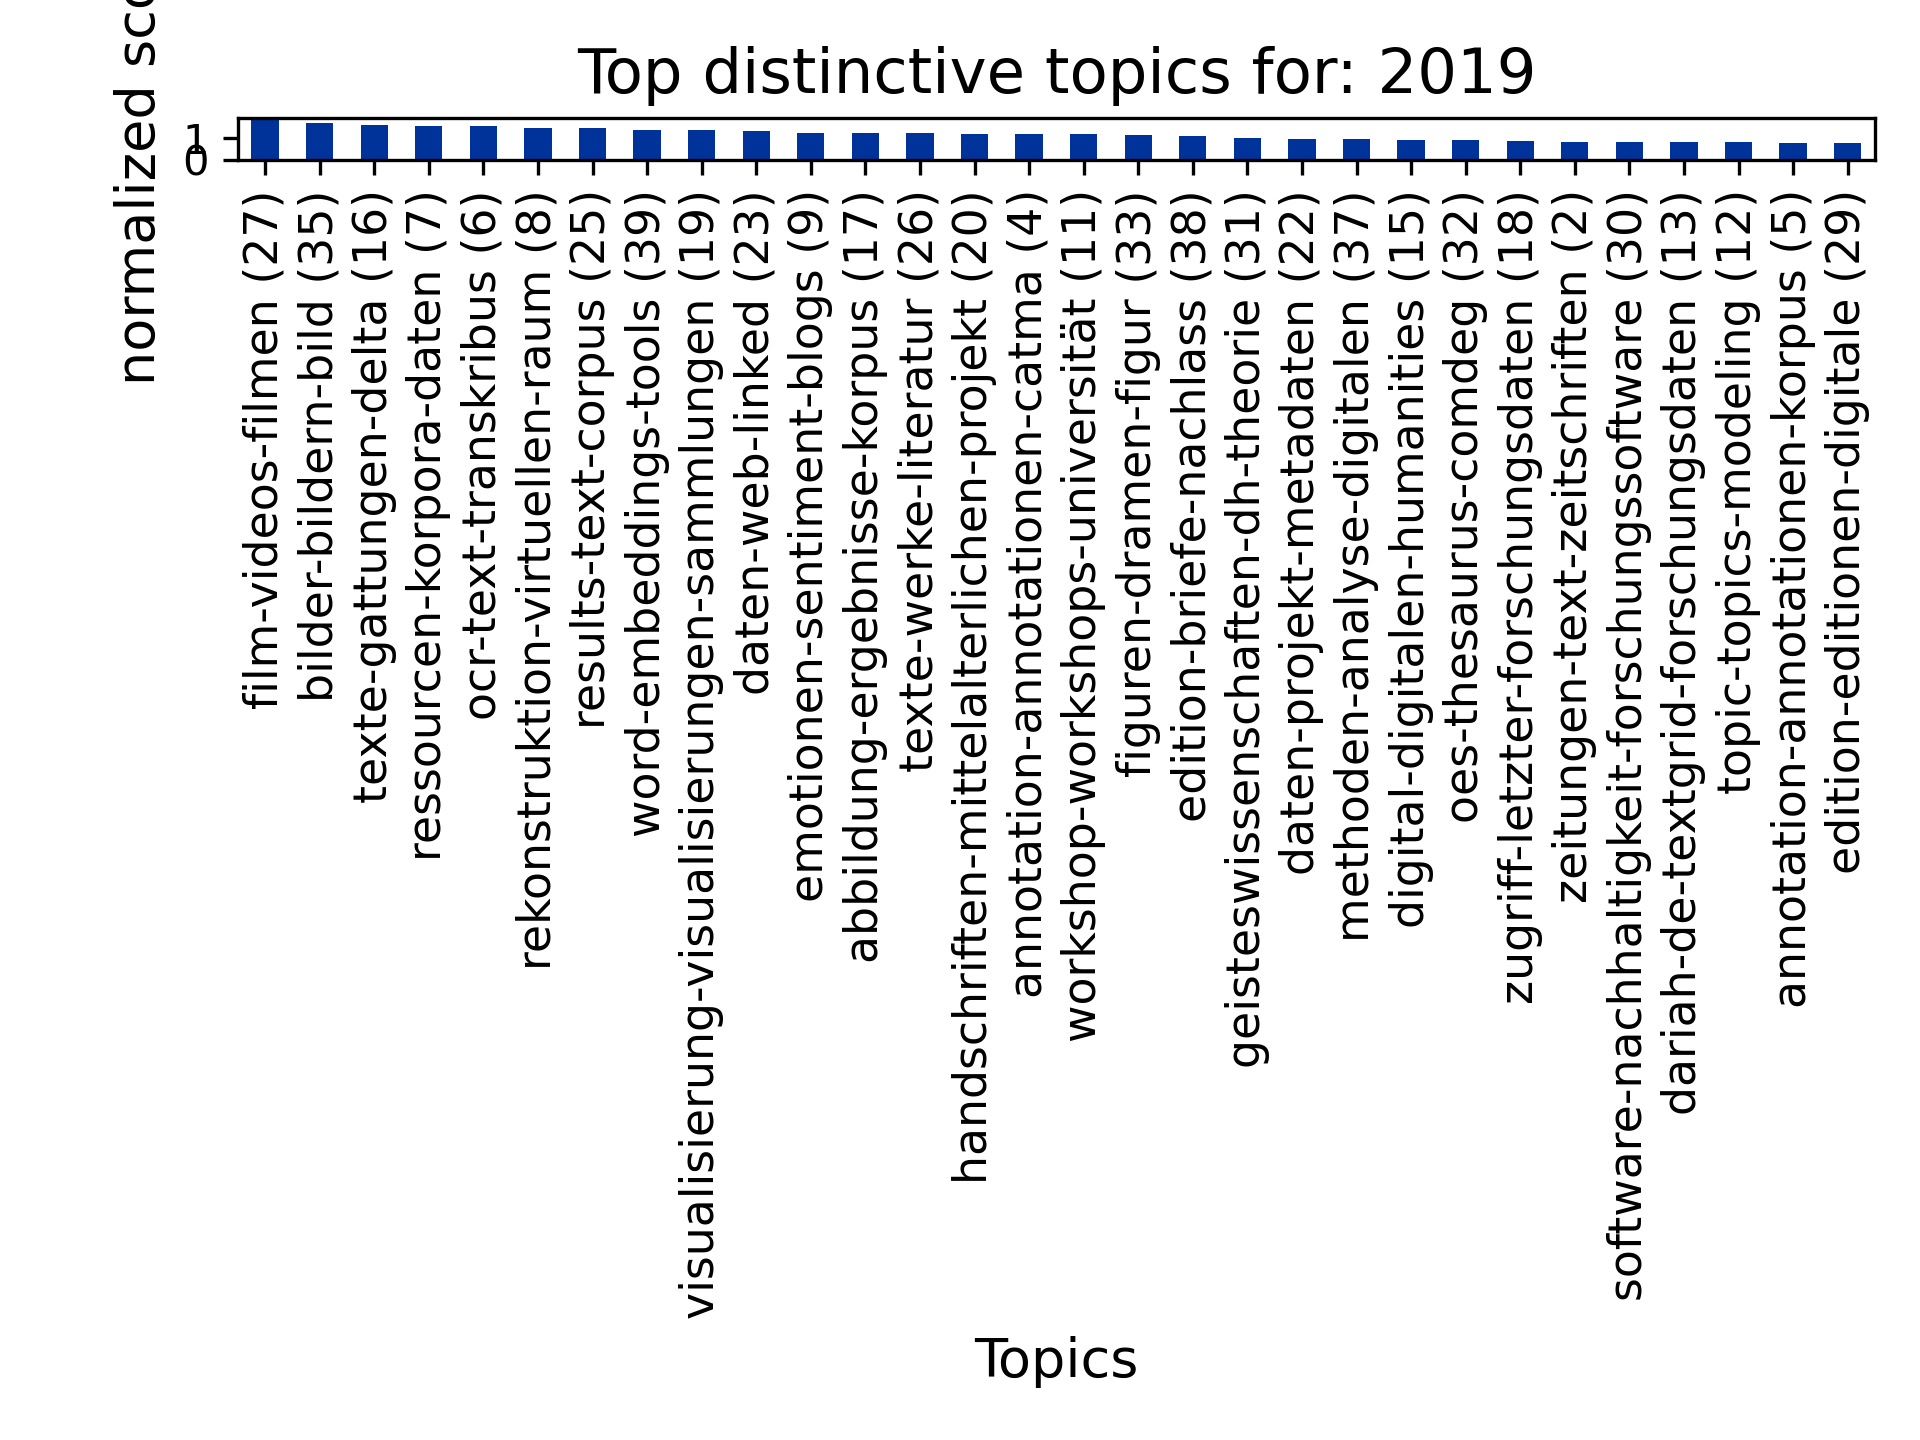 Top distinctive topics for: 2019
normalized
1
0
film-videos-filmen (27)
bilder-bildern-bild (35)
texte-gattungen-delta (16)
ressourcen-korpora-daten (7)
ocr-text-transkribus (6)
rekonstruktion-virtuellen-raum (8)
results-text-corpus (25)
word-embeddings-tools (39)
visualisierung-visualisierungen-sammlungen (19)
daten-web-linked (23)
emotionen-sentiment-blogs (9)
abbildung-ergebnisse-korpus (17)
texte-werke-literatur (26)
handschriften-mittelalterlichen-projekt (20)
annotation-annotationen-catma (4)
workshop-workshops-universität (11)
figuren-dramen-figur (33)
edition-briefe-nachlass (38)
geisteswissenschaften-dh-theorie (31)
daten-projekt-metadaten (22)
methoden-analyse-digitalen (37)
digital-digitalen-humanities (15)
oes-thesaurus-comdeg (32)
zugriff-letzter-forschungsdaten (18)
zeitungen-text-zeitschriften (2)
software-nachhaltigkeit-forschungssoftware (30)
dariah-de-textgrid-forschungsdaten (13)
topic-topics-modeling (12)
annotation-annotationen-korpus (5)
edition-editionen-digitale (29)
Topics